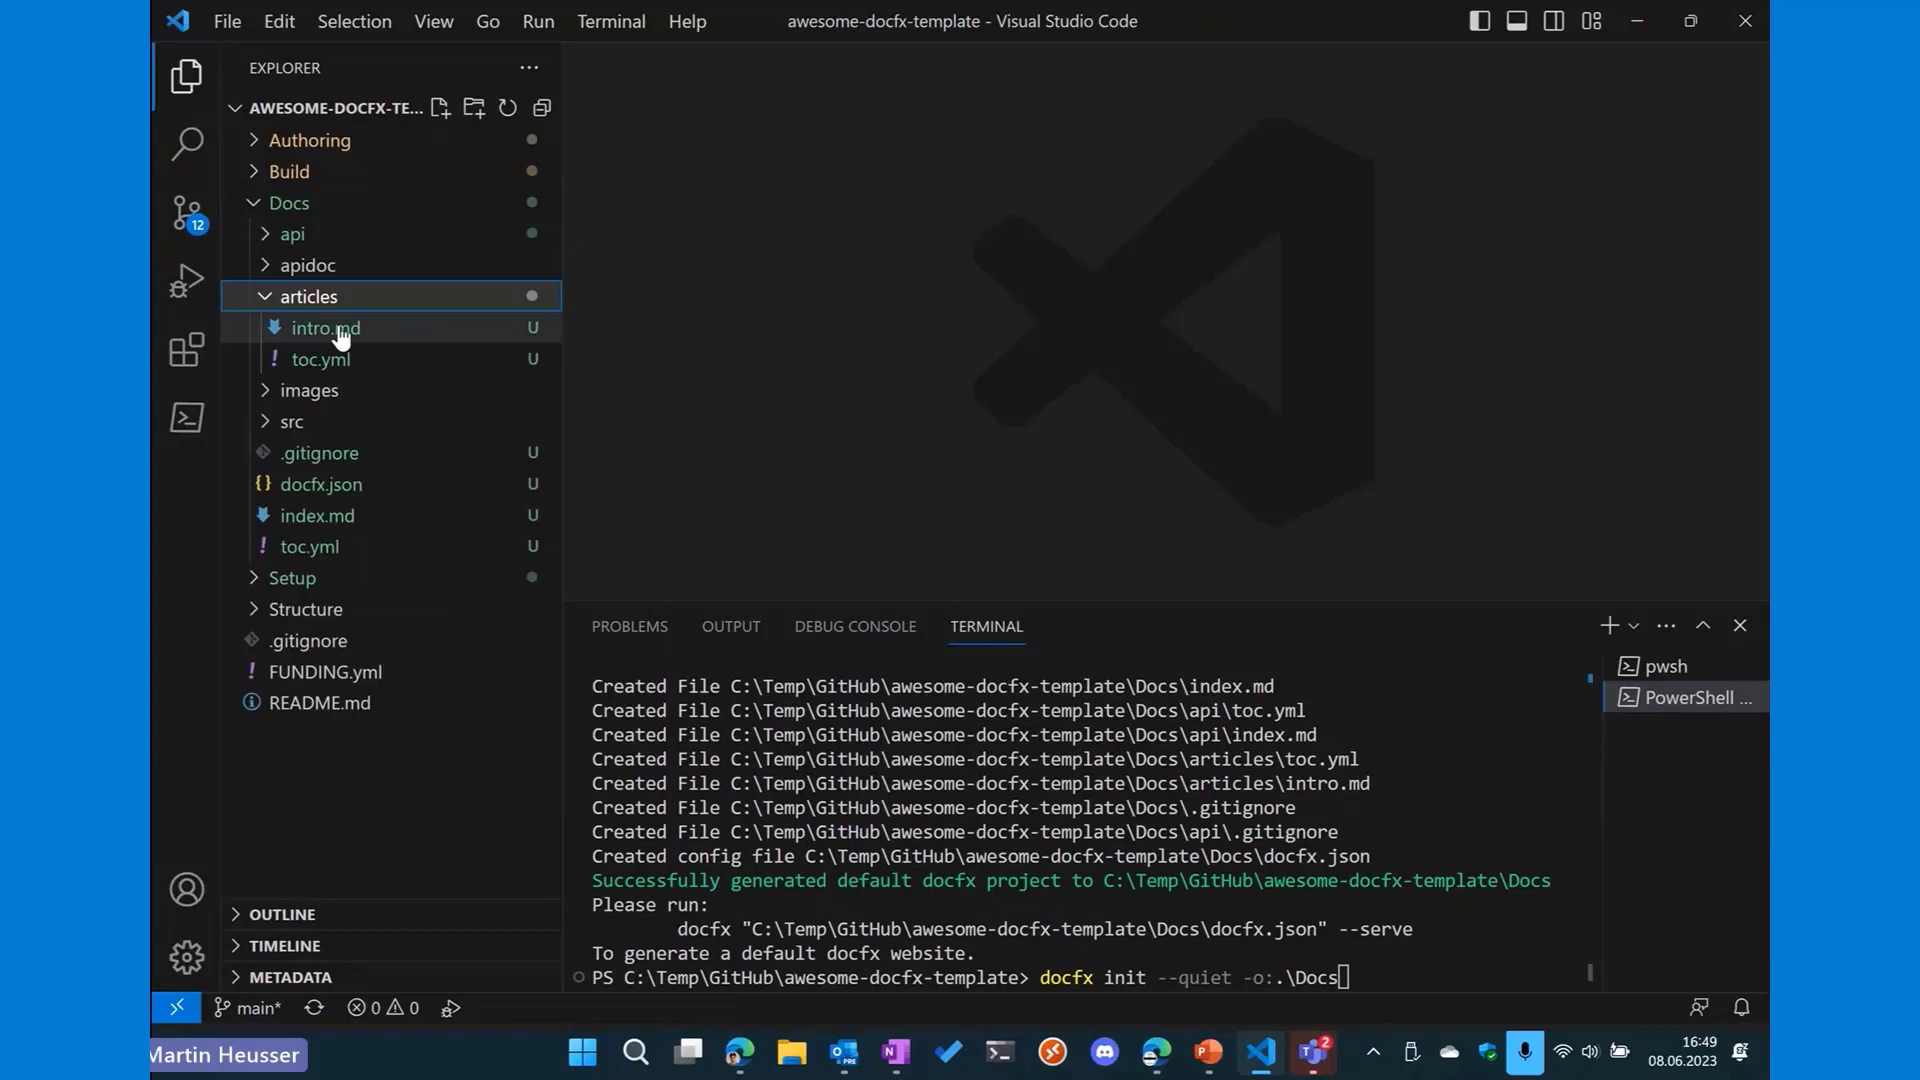 File Edit Selection View Go Run Terminal Help
awesome-docfx-template - Visual Studio Code
EXPLORER
AWESOME-DOCFX-TE...
Authoring
Build
Docs
api
apidoc
articles
intro.md U
toc.yml U
images
src
.gitignore U
docfx.json U
index.md U
toc.yml U
Setup
Structure
.gitignore
FUNDING.yml
README.md
12
OUTLINE
TIMELINE
METADATA
PROBLEMS OUTPUT DEBUG CONSOLE TERMINAL
Created File C:\Temp\GitHub\awesome-docfx-template\Docs\index.md
Created File C:\Temp\GitHub\awesome-docfx-template\Docs\api\toc.yml
Created File C:\Temp\GitHub\awesome-docfx-template\Docs\api\index.md
Created File C:\Temp\GitHub\awesome-docfx-template\Docs\articles\toc.yml
Created File C:\Temp\GitHub\awesome-docfx-template\Docs\articles\intro.md
Created File C:\Temp\GitHub\awesome-docfx-template\Docs\.gitignore
Created File C:\Temp\GitHub\awesome-docfx-template\Docs\api\.gitignore
Created config file C:\Temp\GitHub\awesome-docfx-template\Docs\docfx.json
Successfully generated default docfx project to C:\Temp\GitHub\awesome-docfx-template\Docs
Please run:
docfx "C:\Temp\GitHub\awesome-docfx-template\Docs\docfx.json" --serve
To generate a default docfx website.
PS C:\Temp\GitHub\awesome-docfx-template> docfx init --quiet -o:.\Docs
pwsh
PowerShell ...
main* 0 0
Martin Heusser
2
16:49
08.06.2023